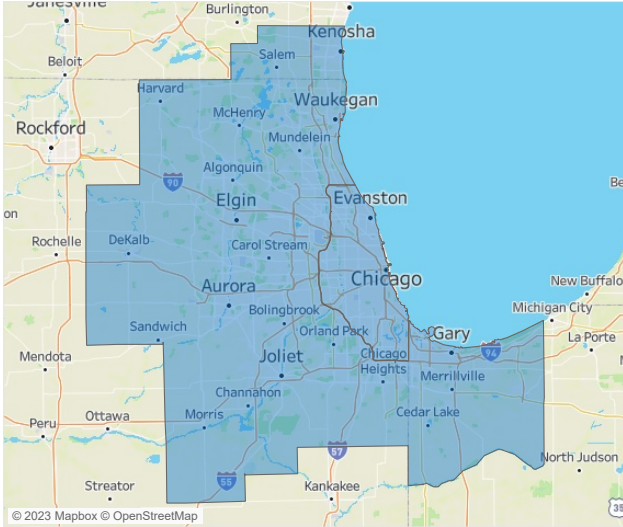 Janesville
Burlington
Kenosha
Beloit
Salem
Harvard
Waukegan
McHenry
Rockford
Mundelein
Algonquin
90
Elgin
Evanston
on
Rochelle
DeKalb
Carol Stream
Chicago
New Buffalo
Aurora
Bolingbrook
Michigan City
Sandwich
Orland Park
Gary
La Porte
Mendota
Joliet
Chicago
Heights
94
Merrillville
Channahon
Ottawa
Morris
Cedar Lake
Peru
57
North Judson
Streator
55
Kankakee
35
Be
© 2023 Mapbox © OpenStreetMap